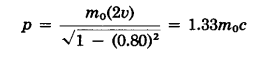 p = m₀(2v) / √1 − (0.80)² = 1.33m₀c